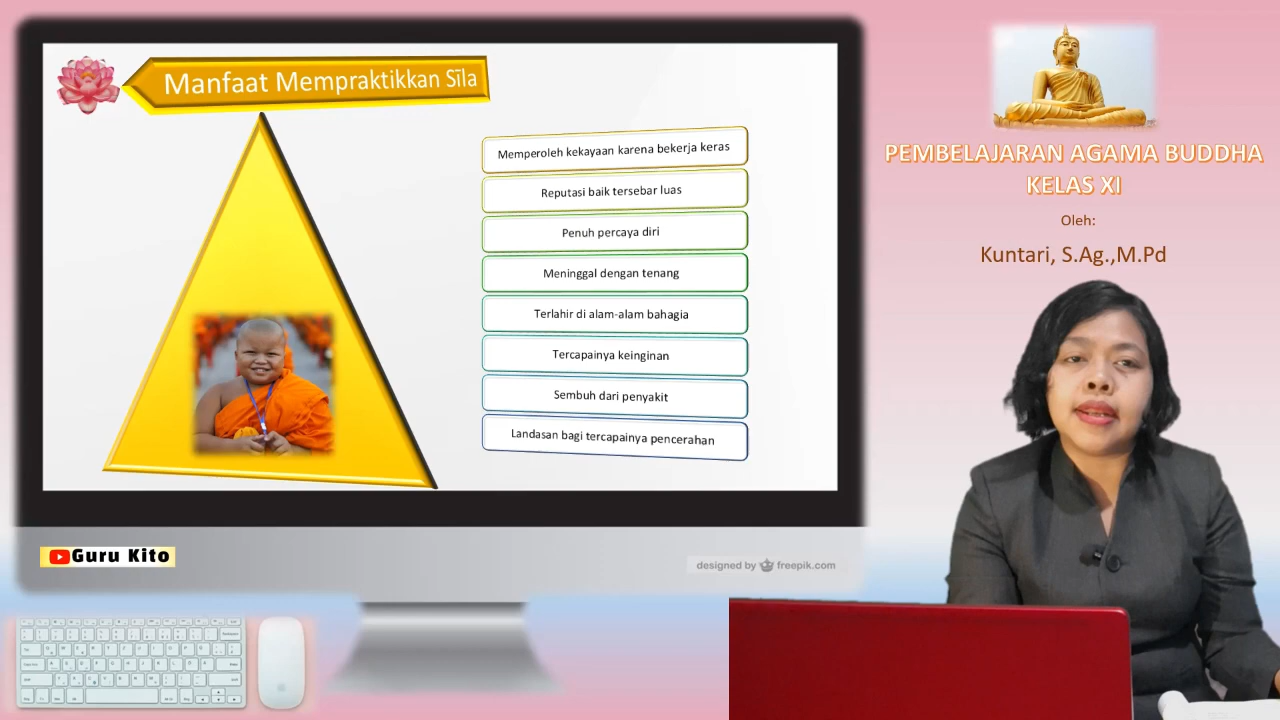 Manfaat Mempraktikkan Sīla
Memperoleh kekayaan karena bekerja keras
Reputasi baik tersebar luas
Penuh percaya diri
Meninggal dengan tenang
Terlahir di alam-alam bahagia
Tercapainya keinginan
Sembuh dari penyakit
Landasan bagi tercapainya pencerahan
PEMBELAJARAN AGAMA BUDDHA
KELAS XI
Oleh:
Kuntari, S.Ag.,M.Pd
Guru Kito
designed by freepik.com